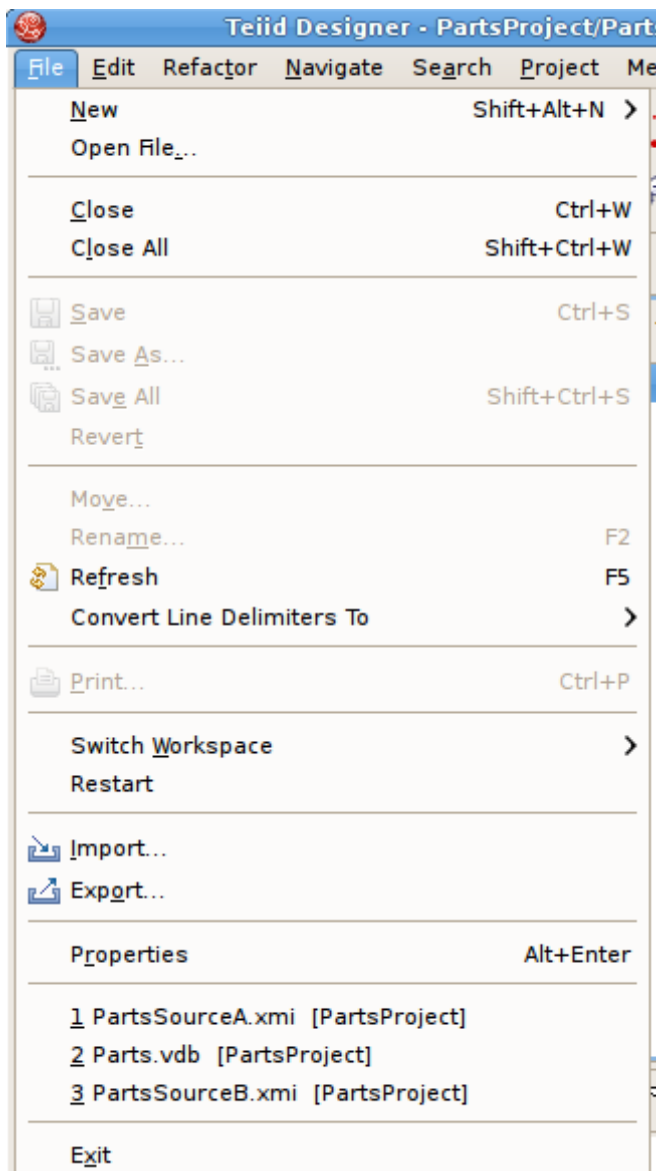 Teiid Designer - PartsProject/Parts
File Edit Refactor Navigate Search Project Me
New Shift+Alt+N
Open File...
Close Ctrl+W
Close All Shift+Ctrl+W
Save Ctrl+S
Save As...
Save All Shift+Ctrl+S
Revert
Move...
Rename... F2
Refresh F5
Convert Line Delimiters To
Print... Ctrl+P
Switch Workspace
Restart
Import...
Export...
Properties Alt+Enter
1 PartsSourceA.xmi [PartsProject]
2 Parts.vdb [PartsProject]
3 PartsSourceB.xmi [PartsProject]
Exit